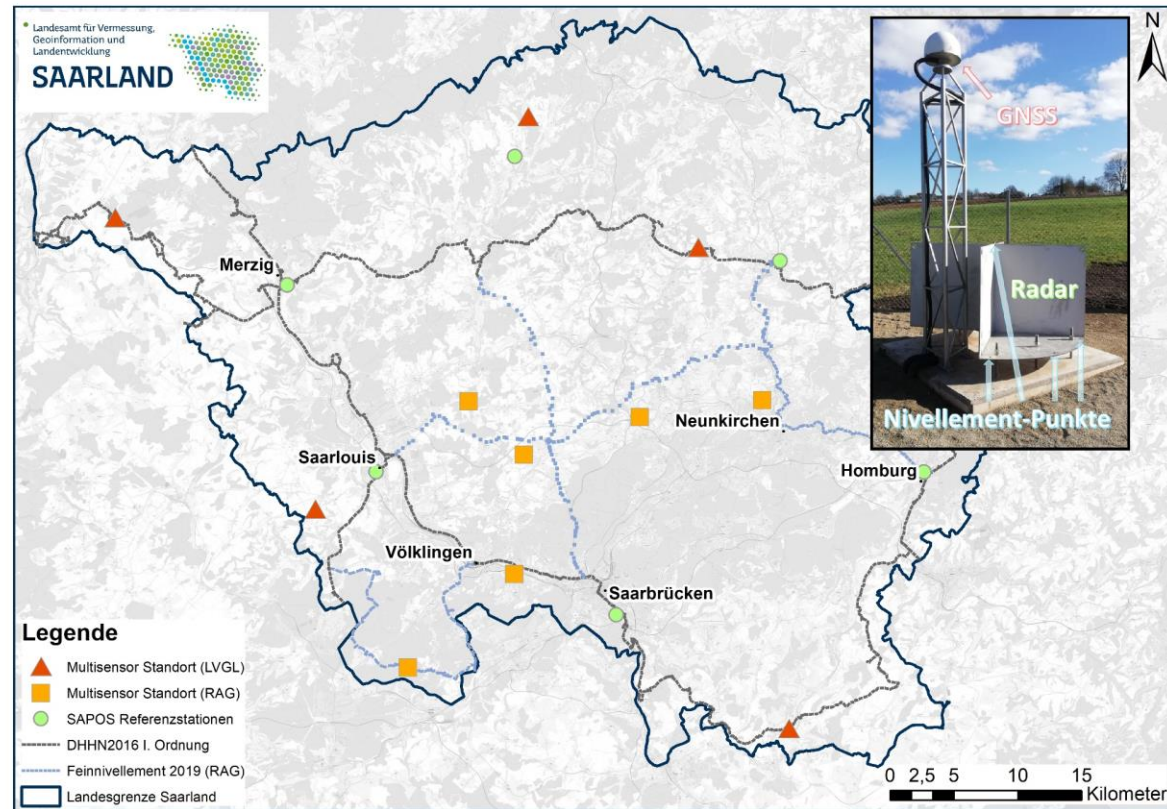 Landesamt für Vermessung,
Geoinformation und
Landentwicklung
SAARLAND
N
GNSS
Radar
Nivellement-Punkte
Merzig
Neunkirchen
Saarlouis
Homburg
Völklingen
Saarbrücken
Legende
Multisensor Standort (LVGL)
Multisensor Standort (RAG)
SAPOS Referenzstationen
DHHN2016 I. Ordnung
Feinnivellement 2019 (RAG)
Landesgrenze Saarland
0 2,5 5 10 15
Kilometer